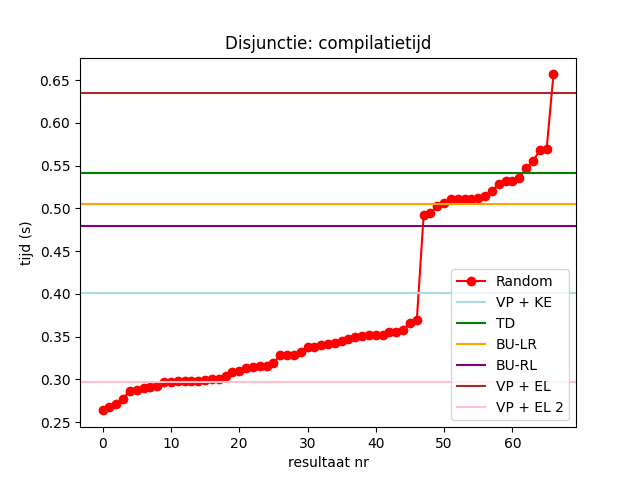 Disjunctie: compilatietijd
tijd (s)
0.65
0.60
0.55
0.50
0.45
0.40
0.35
0.30
0.25
Random
VP + KE
TD
BU-LR
BU-RL
VP + EL
VP + EL 2
0 10 20 30 40 50 60
resultaat nr